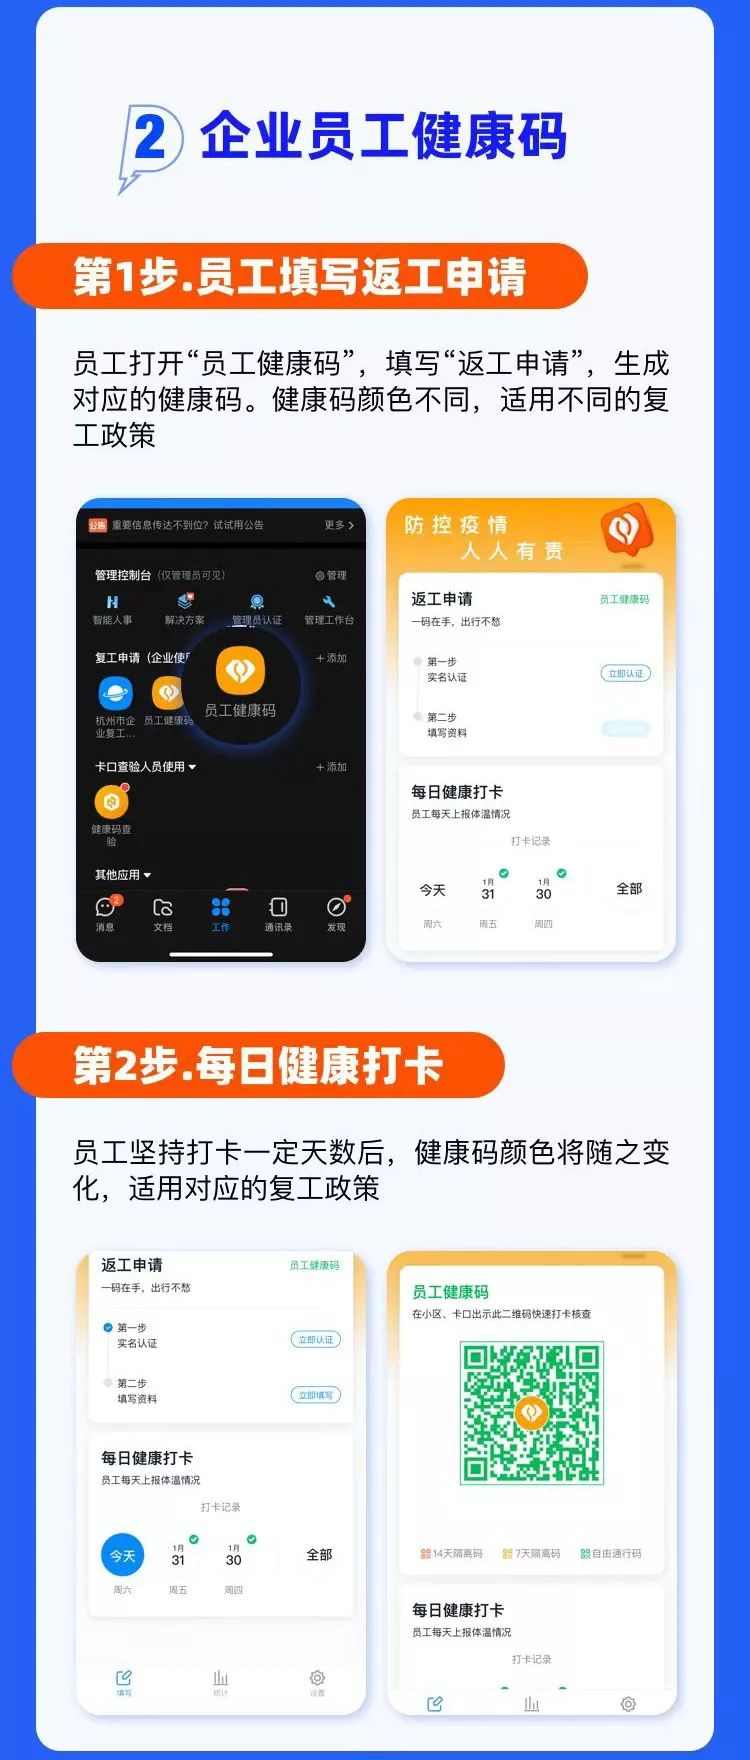 2 企业员工健康码
第1步.员工填写返工申请
员工打开“员工健康码”，填写“返工申请”，生成
对应的健康码。健康码颜色不同，适用不同的复
工政策
公告 重要信息传达不到位？试试用公告 更多
管理控制台（仅管理员可见） 管理
智能人事 解决方案 管理员认证 管理工作台
复工申请（企业使 +添加
员工健康码
杭州市企
业复工... 员工健康码
卡口查验人员使用 +添加
健康码查
验
其他应用
2
消息 文档 工作 通讯录 发现
防控疫情
人人有责
返工申请 员工健康码
一码在手，出行不愁
第一步
实名认证 立即认证
第二步
填写资料
每日健康打卡
员工每天上报体温情况
打卡记录
今天 1月 31 1月 30 全部
周六 周五 周四
第2步.每日健康打卡
员工坚持打卡一定天数后，健康码颜色将随之变
化，适用对应的复工政策
返工申请 员工健康码
一码在手，出行不愁
第一步
实名认证 立即认证
第二步
填写资料 立即填写
每日健康打卡
员工每天上报体温情况
打卡记录
今天 1月 31 1月 30 全部
周六 周五 周四
填写 统计 设置
员工健康码
在小区、卡口出示此二维码快速打卡核查
14天隔离码 7天隔离码 自由通行码
每日健康打卡
员工每天上报体温情况
打卡记录